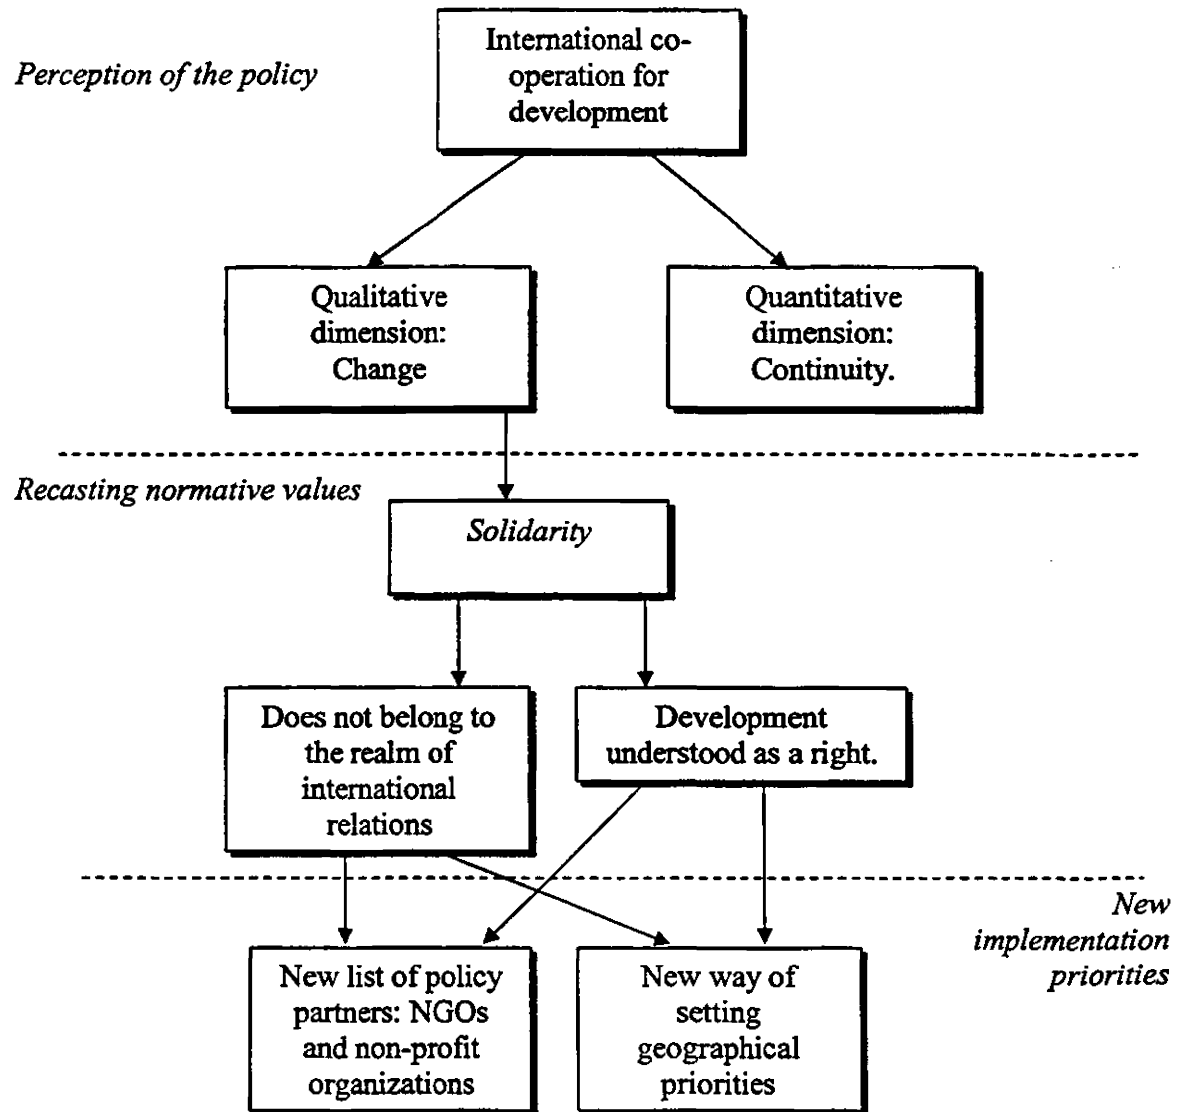 Perception of the policy
International co-
operation for
development
Qualitative
dimension:
Change
Quantitative
dimension:
Continuity.
Recasting normative values
Solidarity
Does not belong to
the realm of
international
relations
Development
understood as a right.
New
implementation
priorities
New list of policy
partners: NGOs
and non-profit
organizations
New way of
setting
geographical
priorities